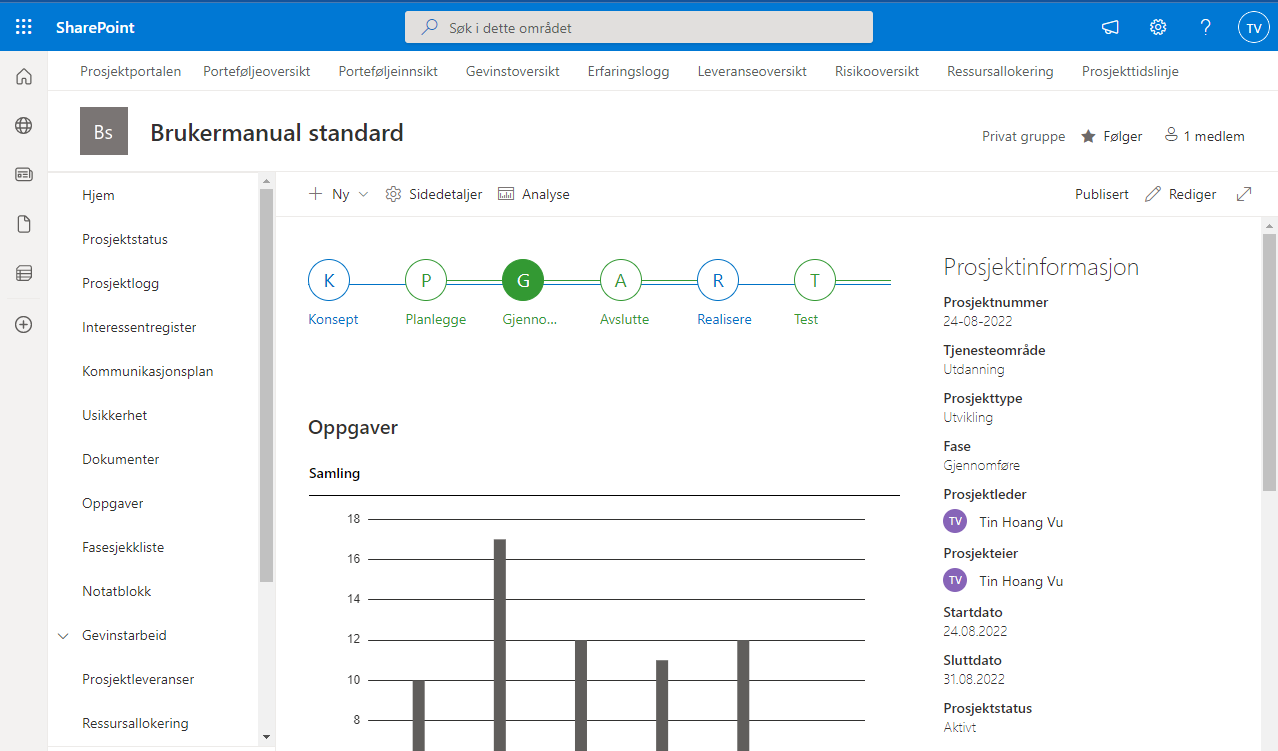 SharePoint
Søk i dette området
TV
Prosjektportalen Porteføljeoversikt Porteføljeinnsikt Gevinstoversikt Erfaringslogg Leveranseoversikt Risikooversikt Ressursallokering Prosjekttidslinje
Bs
Brukermanual standard
Privat gruppe Følger 1 medlem
Hjem
Prosjektstatus
Prosjektlogg
Interessentregister
Kommunikasjonsplan
Usikkerhet
Dokumenter
Oppgaver
Fasesjekkliste
Notatblokk
Gevinstarbeid
Prosjektleveranser
Ressursallokering
Ny Sidedetaljer Analyse
Publisert Rediger
K P G A R T
Konsept Planlegge Gjenno... Avslutte Realisere Test
Oppgaver
Samling
18
16
14
12
10
8
Prosjektinformasjon
Prosjektnummer
24-08-2022
Tjenesteområde
Utdanning
Prosjekttype
Utvikling
Fase
Gjennomføre
Prosjektleder
TV Tin Hoang Vu
Prosjekteier
TV Tin Hoang Vu
Startdato
24.08.2022
Sluttdato
31.08.2022
Prosjektstatus
Aktivt